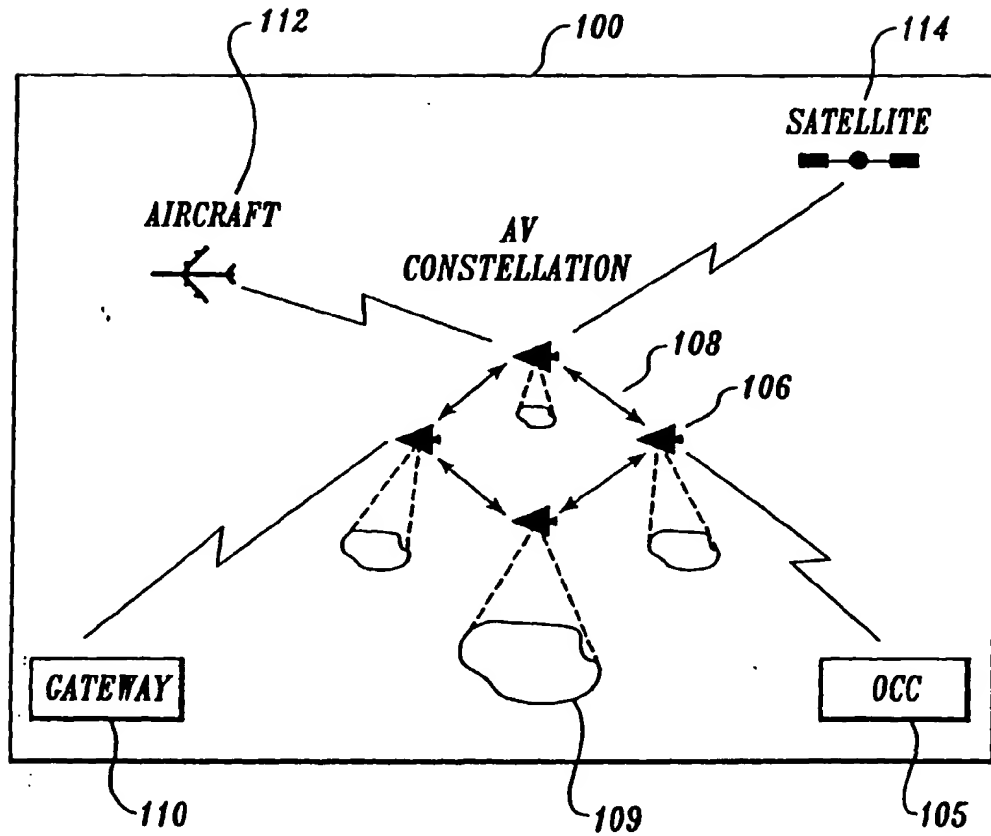 112
100
114
SATELLITE
AIRCRAFT
AV
CONSTELLATION
108
106
GATEWAY
OCC
110
109
105